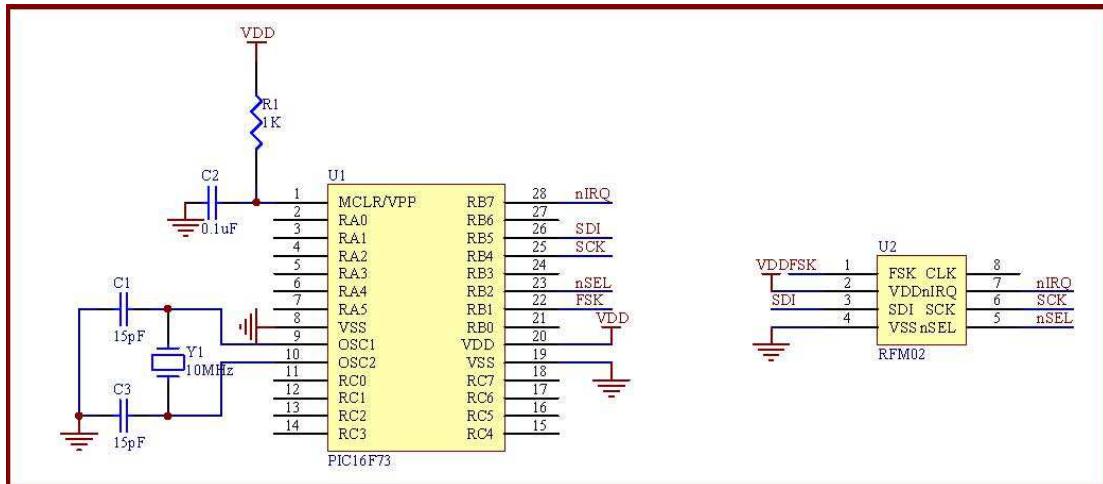 VDD
R1
1K
C2
0.1uF
C1
15pF
Y1
10MHz
C3
15pF
U1
1 MCLR/VPP RB7 28 nIRQ
2 RA0 RB6 27
3 RA1 RB5 26 SDI
4 RA2 RB4 25 SCK
5 RA3 RB3 24
6 RA4 RB2 23 nSEL
7 RA5 RB1 22 FSK
8 VSS RB0 21 VDD
9 OSC1 VDD 20
10 OSC2 VSS 19
11 RC0 RC7 18
12 RC1 RC6 17
13 RC2 RC5 16
14 RC3 RC4 15
PIC16F73
U2
VDD FSK 1 FSK CLK 8
2 VDD nIRQ 7 nIRQ
SDI 3 SDI SCK 6 SCK
4 VSS nSEL 5 nSEL
RFM02